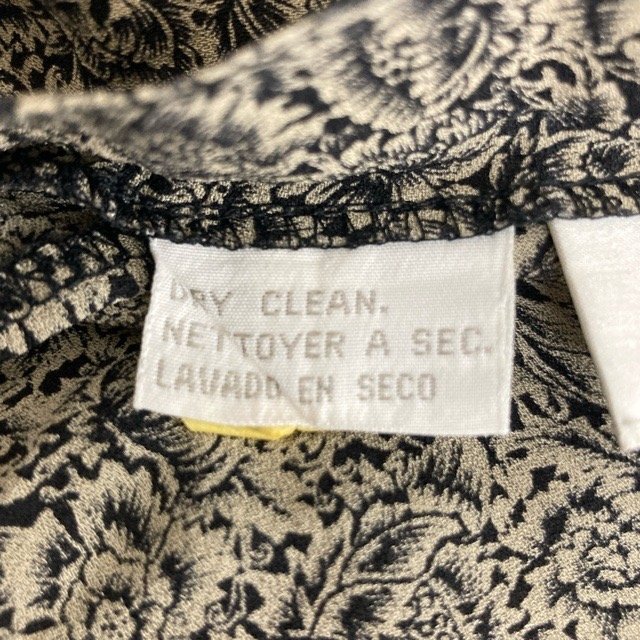 DRY CLEAN.
NETTOYER A SEC.
LAVADO EN SECO